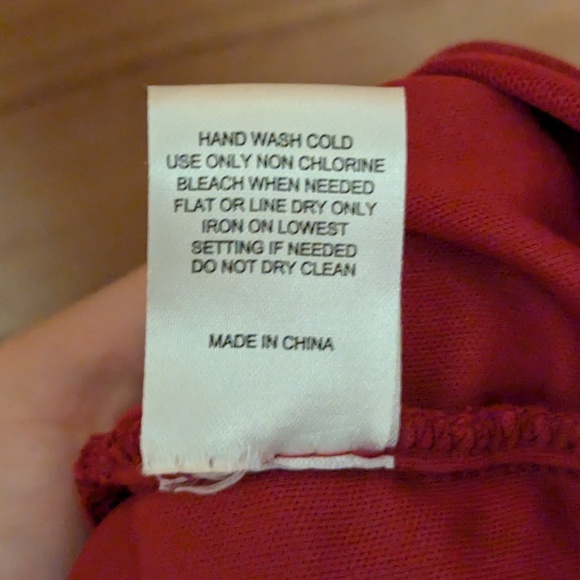 HAND WASH COLD
USE ONLY NON CHLORINE
BLEACH WHEN NEEDED
FLAT OR LINE DRY ONLY
IRON ON LOWEST
SETTING IF NEEDED
DO NOT DRY CLEAN
MADE IN CHINA